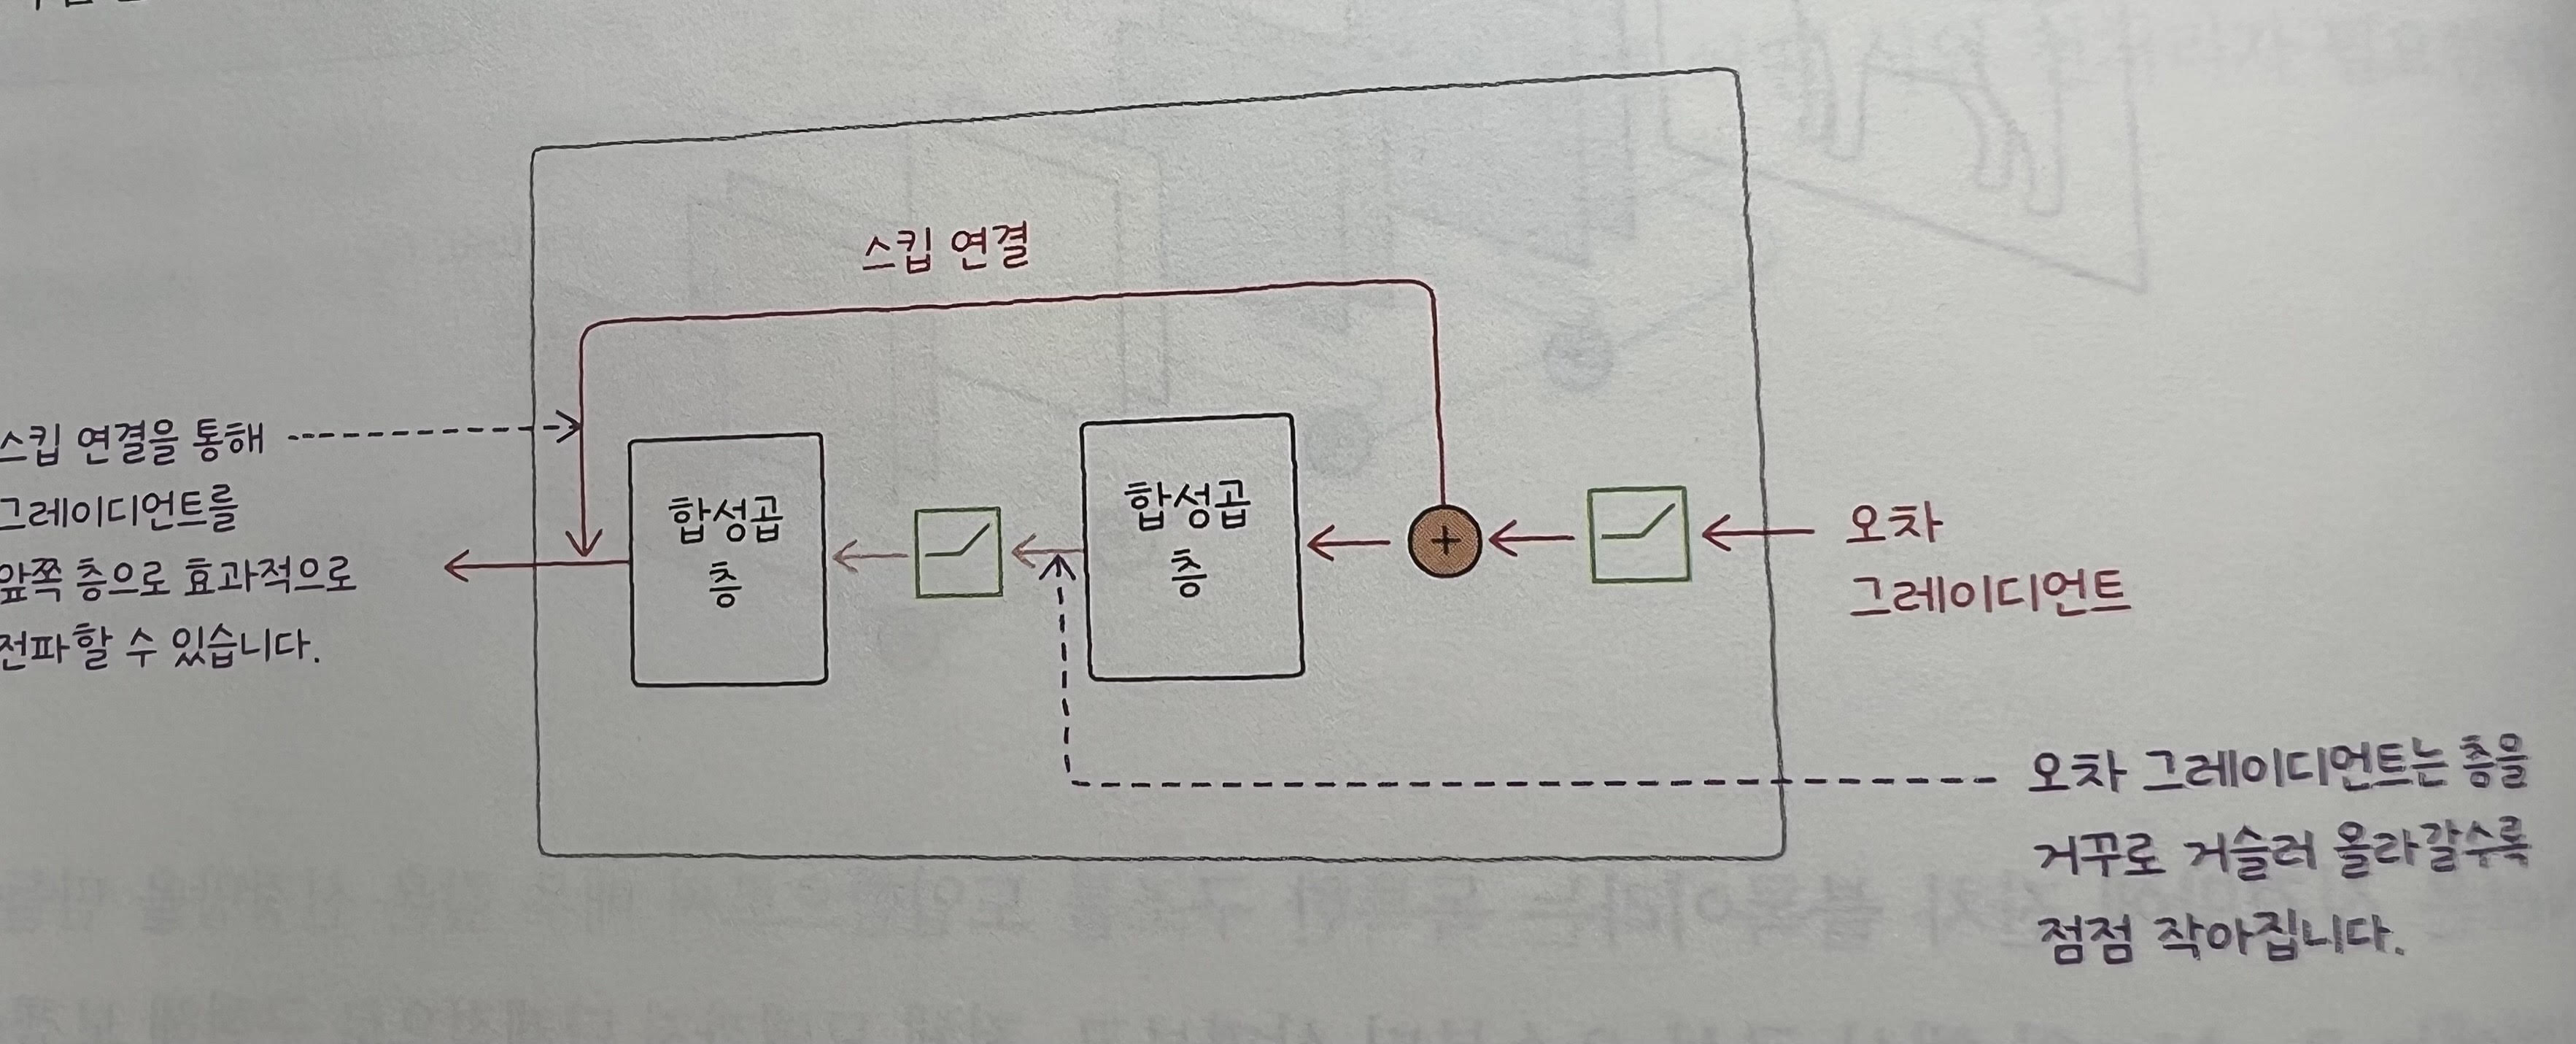 스킵 연결
스킵 연결을 통해
그레이디언트를
앞쪽 층으로 효과적으로
전파할 수 있습니다.
합성곱
층
합성곱
층
+
오차
그레이디언트
오차 그레이디언트는 층을
거꾸로 거슬러 올라갈수록
점점 작아집니다.